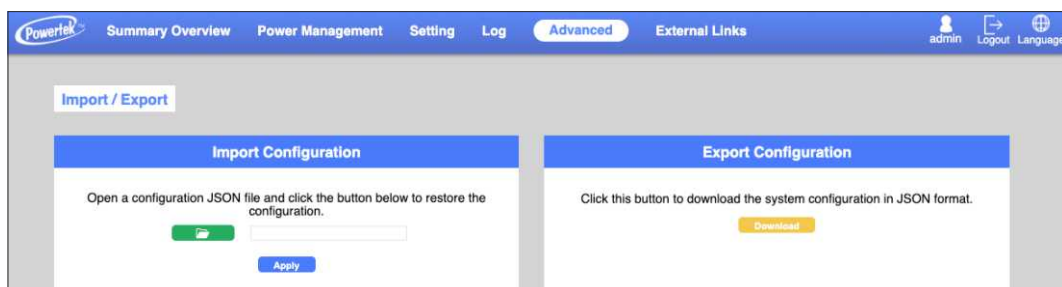 Powertek™ Summary Overview Power Management Setting Log Advanced External Links admin Logout Language
Import / Export
Import Configuration
Open a configuration JSON file and click the button below to restore the
configuration.
Apply
Export Configuration
Click this button to download the system configuration in JSON format.
Download